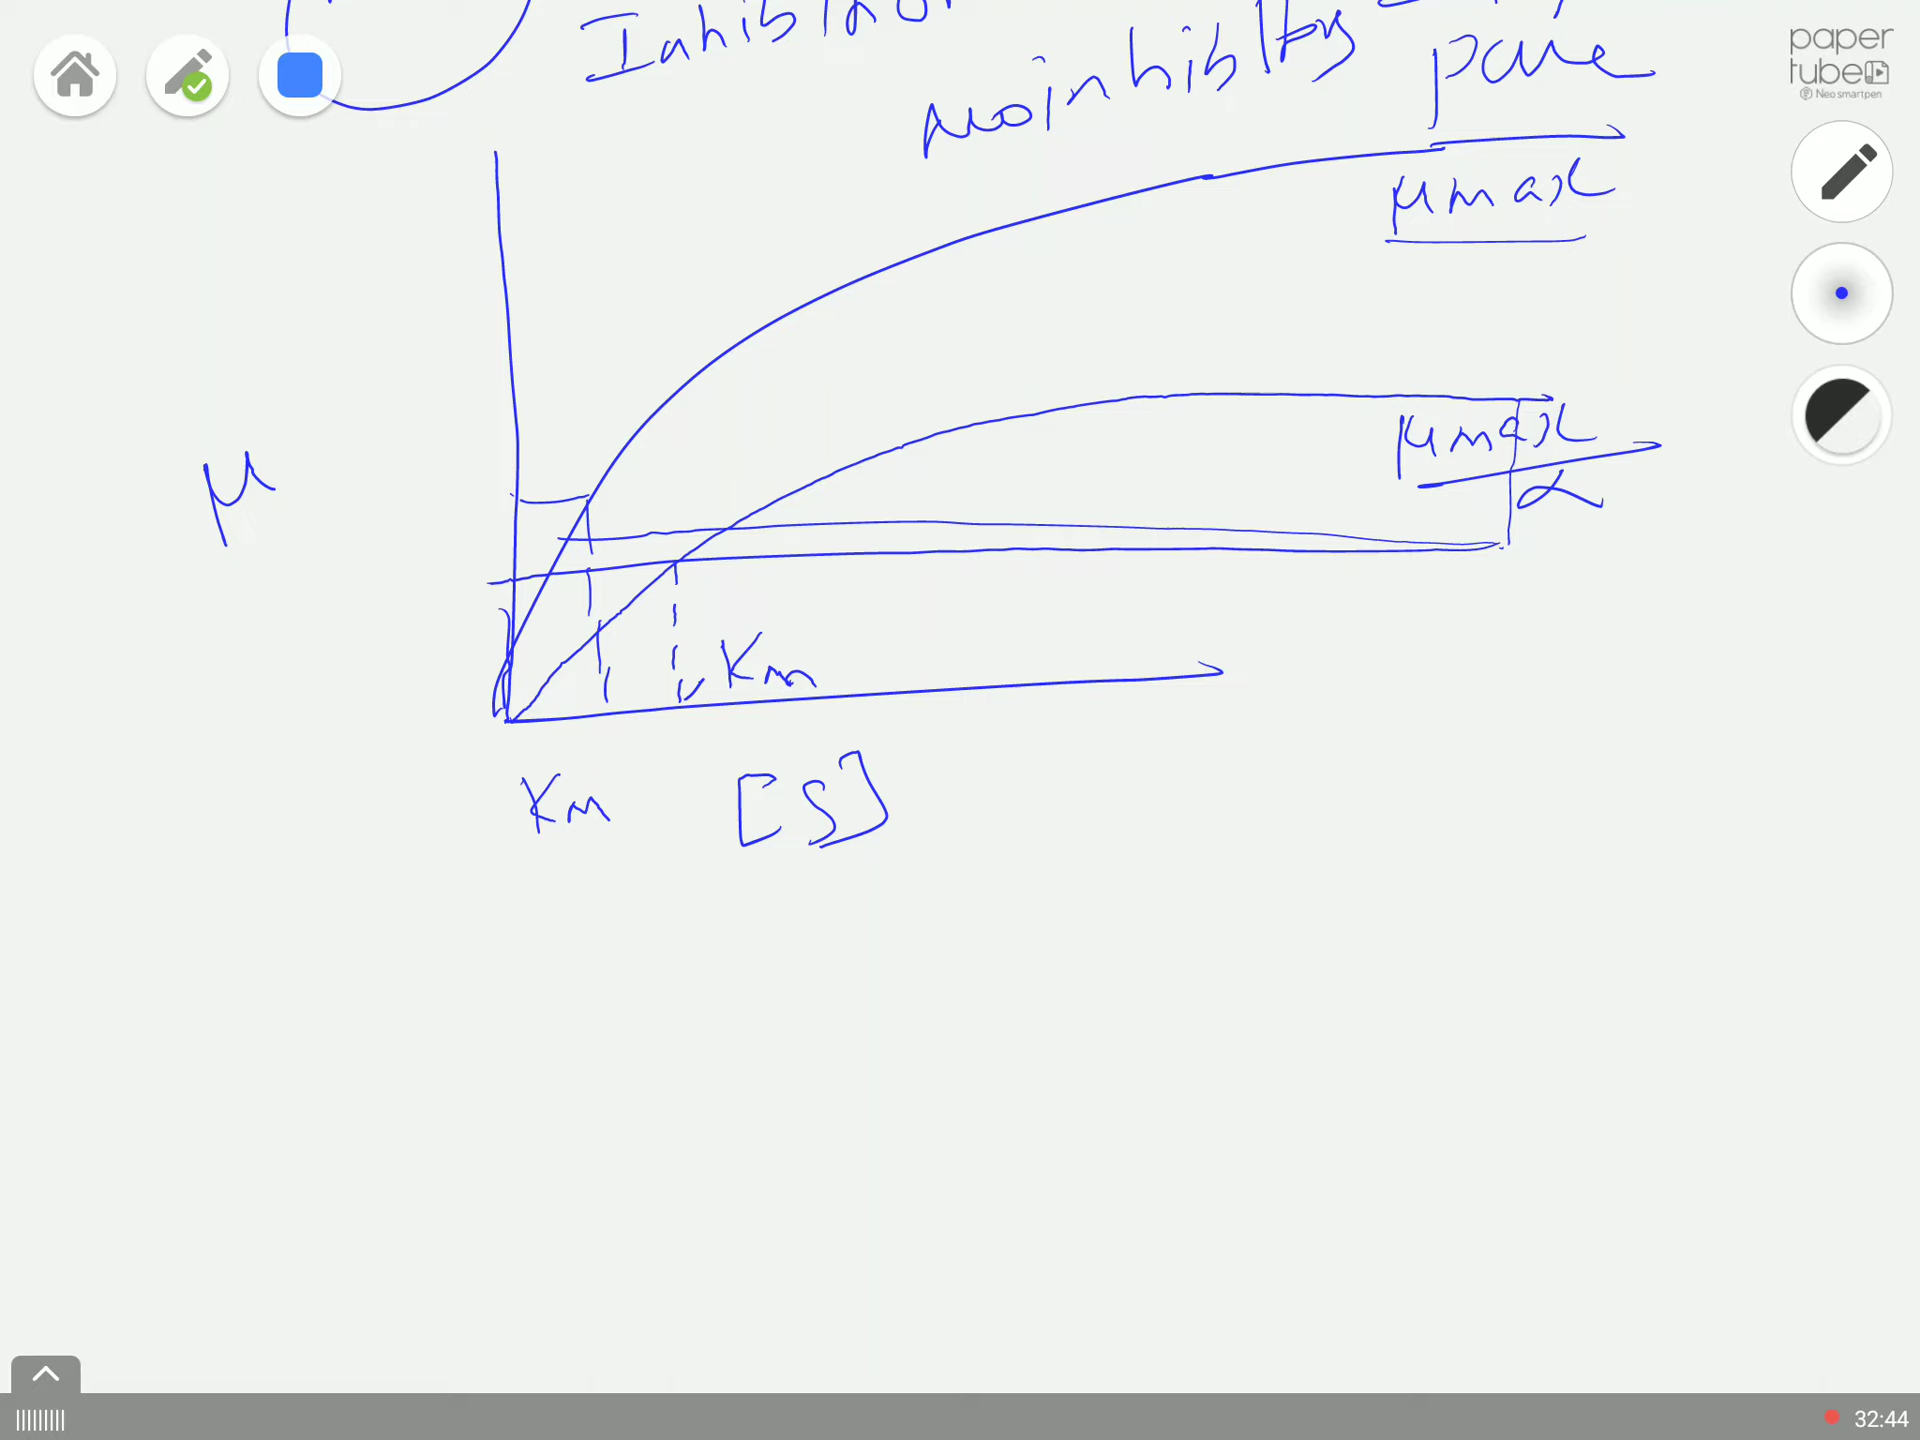 Inhibitor
noinhibitor
pure
paper
tube
Neo smartpen
μmax
μmax
α
μ
Km
Km
[S]
32:44